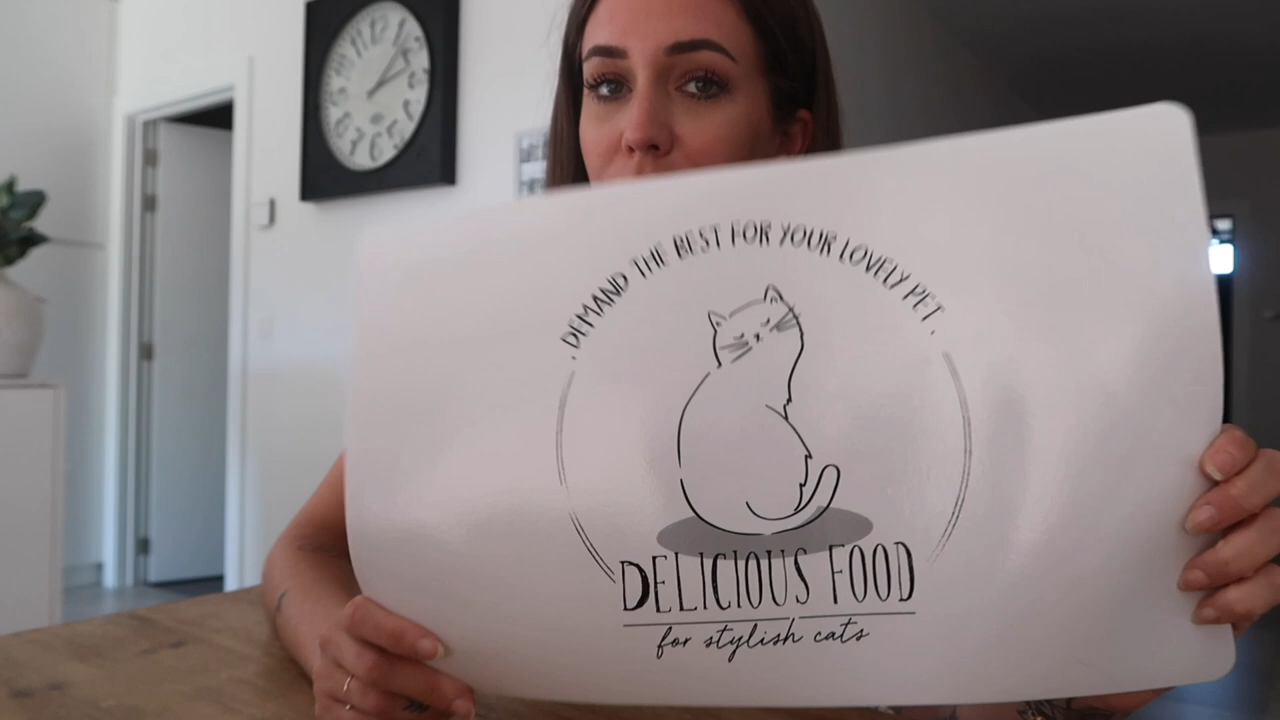 . DEMAND THE BEST FOR YOUR LOVELY PET .
DELICIOUS FOOD
for stylish cats